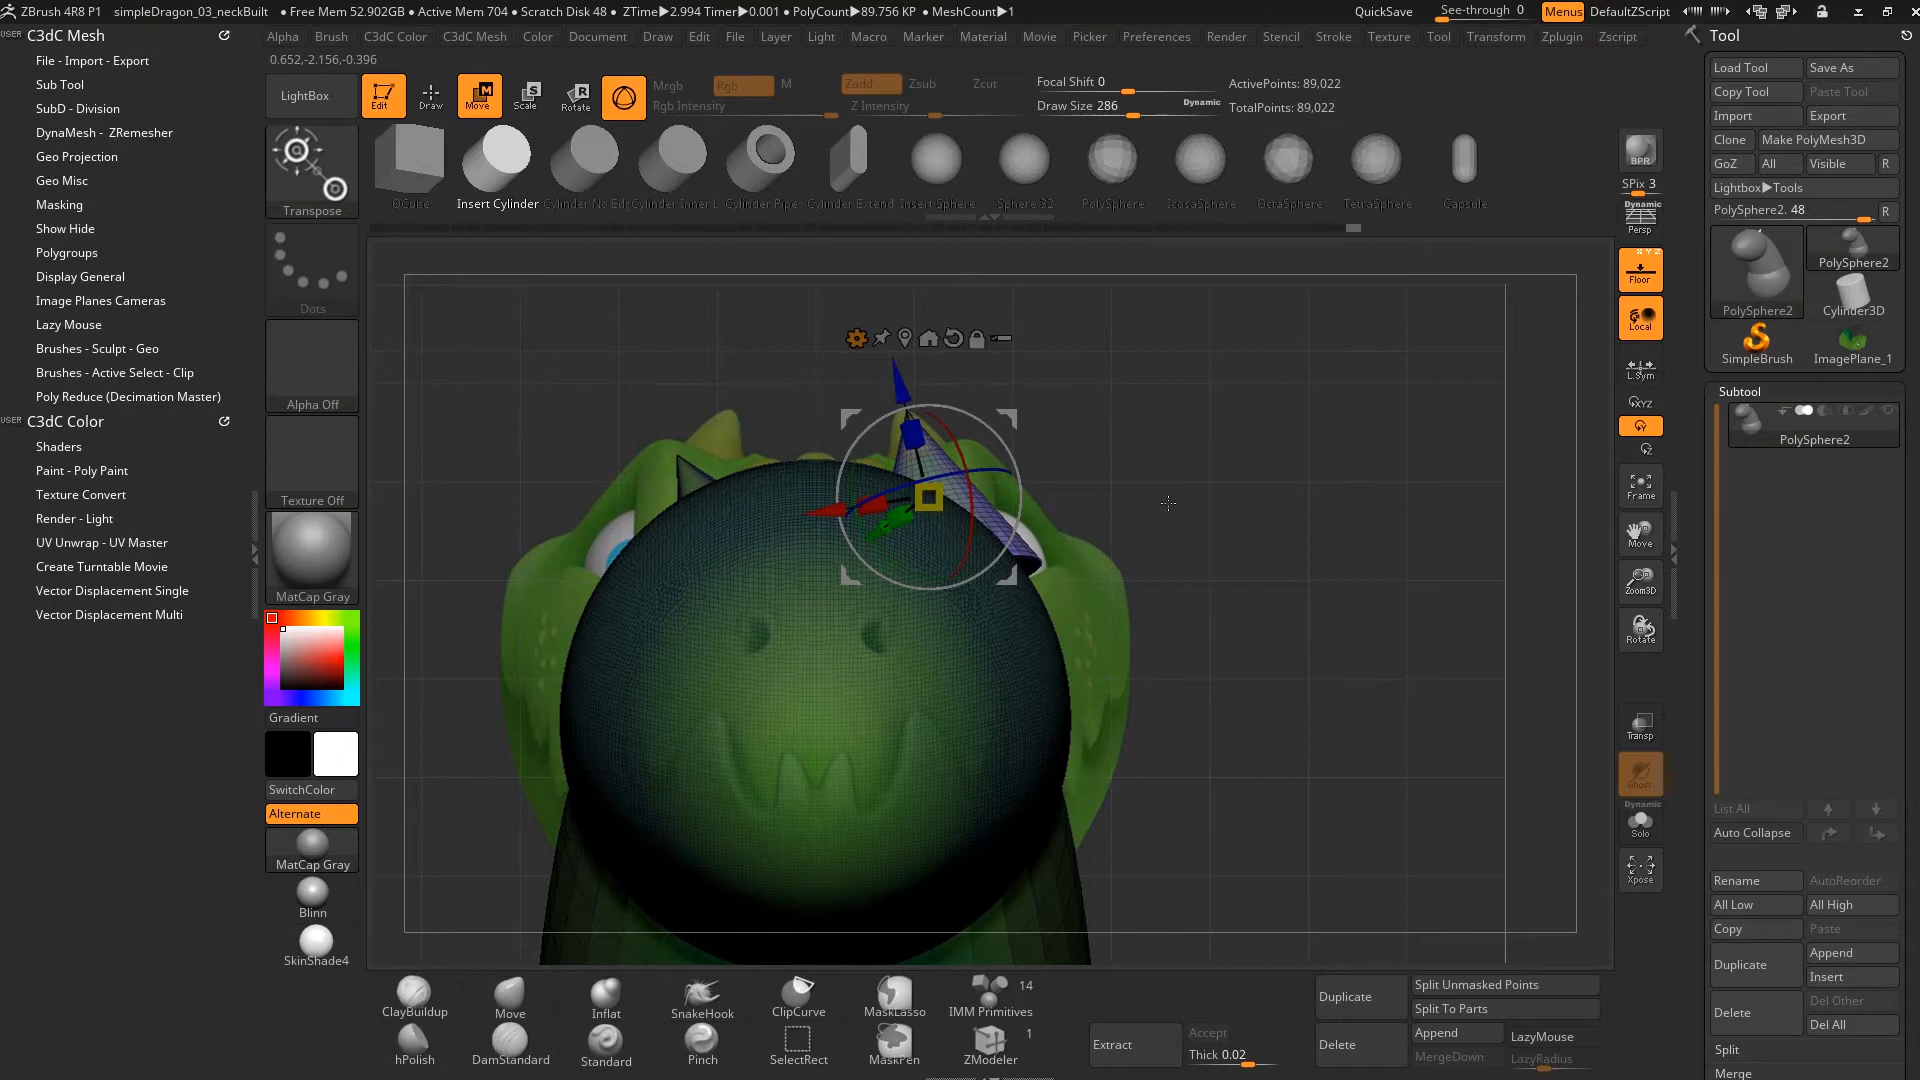 ZBrush 4R8 P1 simpleDragon_03_neckBuilt • Free Mem 52.902GB • Active Mem 704 • Scratch Disk 48 • ZTime▶2.994 Timer▶0.001 • PolyCount▶89.756 KP • MeshCount▶1 QuickSave See-through 0 Menus DefaultZScript
USER C3dC Mesh
File - Import - Export
Sub Tool
SubD - Division
DynaMesh - ZRemesher
Geo Projection
Geo Misc
Masking
Show Hide
Polygroups
Display General
Image Planes Cameras
Lazy Mouse
Brushes - Sculpt - Geo
Brushes - Active Select - Clip
Poly Reduce (Decimation Master)
USER C3dC Color
Shaders
Paint - Poly Paint
Texture Convert
Render - Light
UV Unwrap - UV Master
Create Turntable Movie
Vector Displacement Single
Vector Displacement Multi
Alpha Brush C3dC Color C3dC Mesh Color Document Draw Edit File Layer Light Macro Marker Material Movie Picker Preferences Render Stencil Stroke Texture Tool Transform Zplugin Zscript
0.652,-2.156,-0.396
LightBox Edit Draw Move Scale Rotate
Mrgb Rgb M Zadd Zsub Zcut
Rgb Intensity Z Intensity
Focal Shift 0
Draw Size 286 Dynamic
ActivePoints: 89,022
TotalPoints: 89,022
QCube Insert Cylinder Cylinder Inner Cylinder Pipe Cylinder Extend Insert Sphere Sphere 32 PolySphere IcosaSphere OctaSphere TetraSphere Capsule
Transpose
Dots
Alpha Off
Texture Off
MatCap Gray
Gradient
SwitchColor
Alternate
MatCap Gray
Blinn
SkinShade4
BPR
SPix 3
Dynamic
Persp
Floor
Local
L.Sym
XYZ
Y
Z
Frame
Move
Zoom3D
Rotate
Transp
Ghost
Dynamic
Solo
Xpose
Tool
Load Tool Save As
Copy Tool Paste Tool
Import Export
Clone Make PolyMesh3D
GoZ All Visible R
Lightbox▶Tools
PolySphere2. 48 R
PolySphere2
PolySphere2 Cylinder3D
SimpleBrush ImagePlane_1
Subtool
PolySphere2
List All
Auto Collapse
Rename AutoReorder
All Low All High
Copy Paste
Duplicate Append
Insert
Delete Del Other
Del All
Split
Merge
ClayBuildup Move Inflat SnakeHook ClipCurve MaskLasso IMM Primitives 14
hPolish DamStandard Standard Pinch SelectRect MaskPen ZModeler 1
Extract Accept
Thick 0.02
Duplicate Split Unmasked Points
Split To Parts
Delete Append LazyMouse
MergeDown LazyRadius